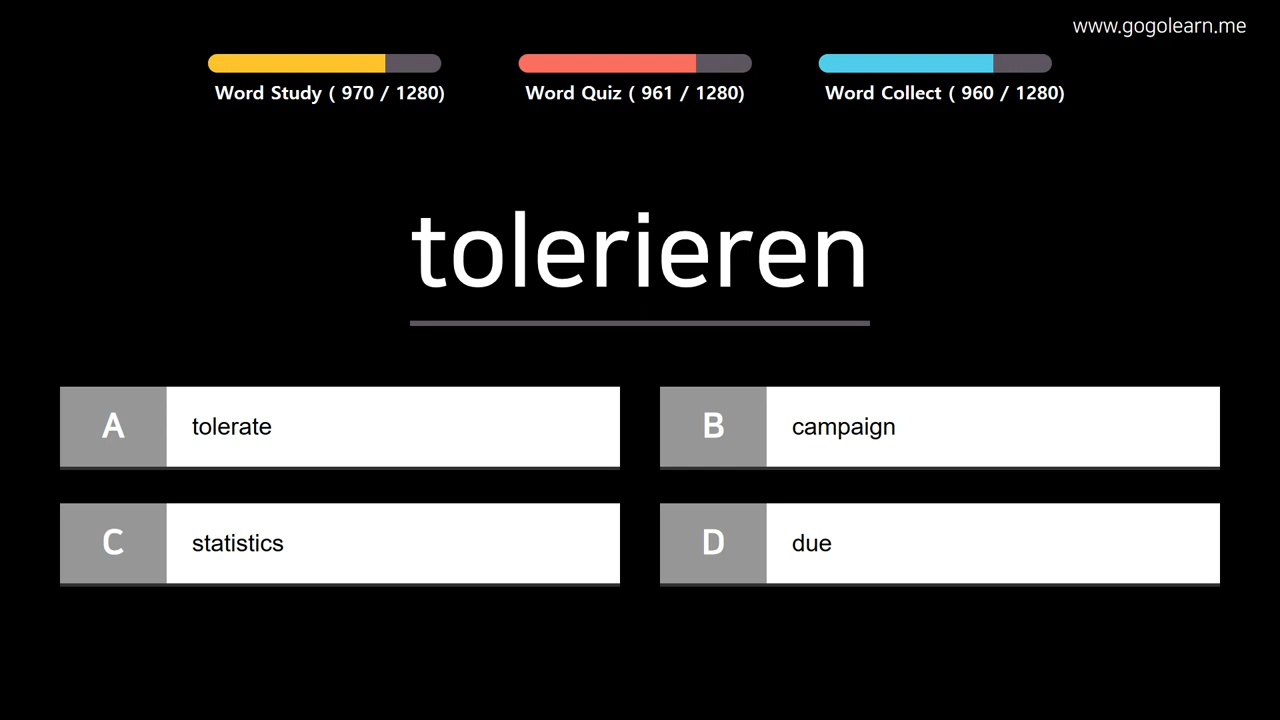 www.gogolearn.me
Word Study ( 970 / 1280)
Word Quiz ( 961 / 1280)
Word Collect ( 960 / 1280)
tolerieren
A tolerate
B campaign
C statistics
D due